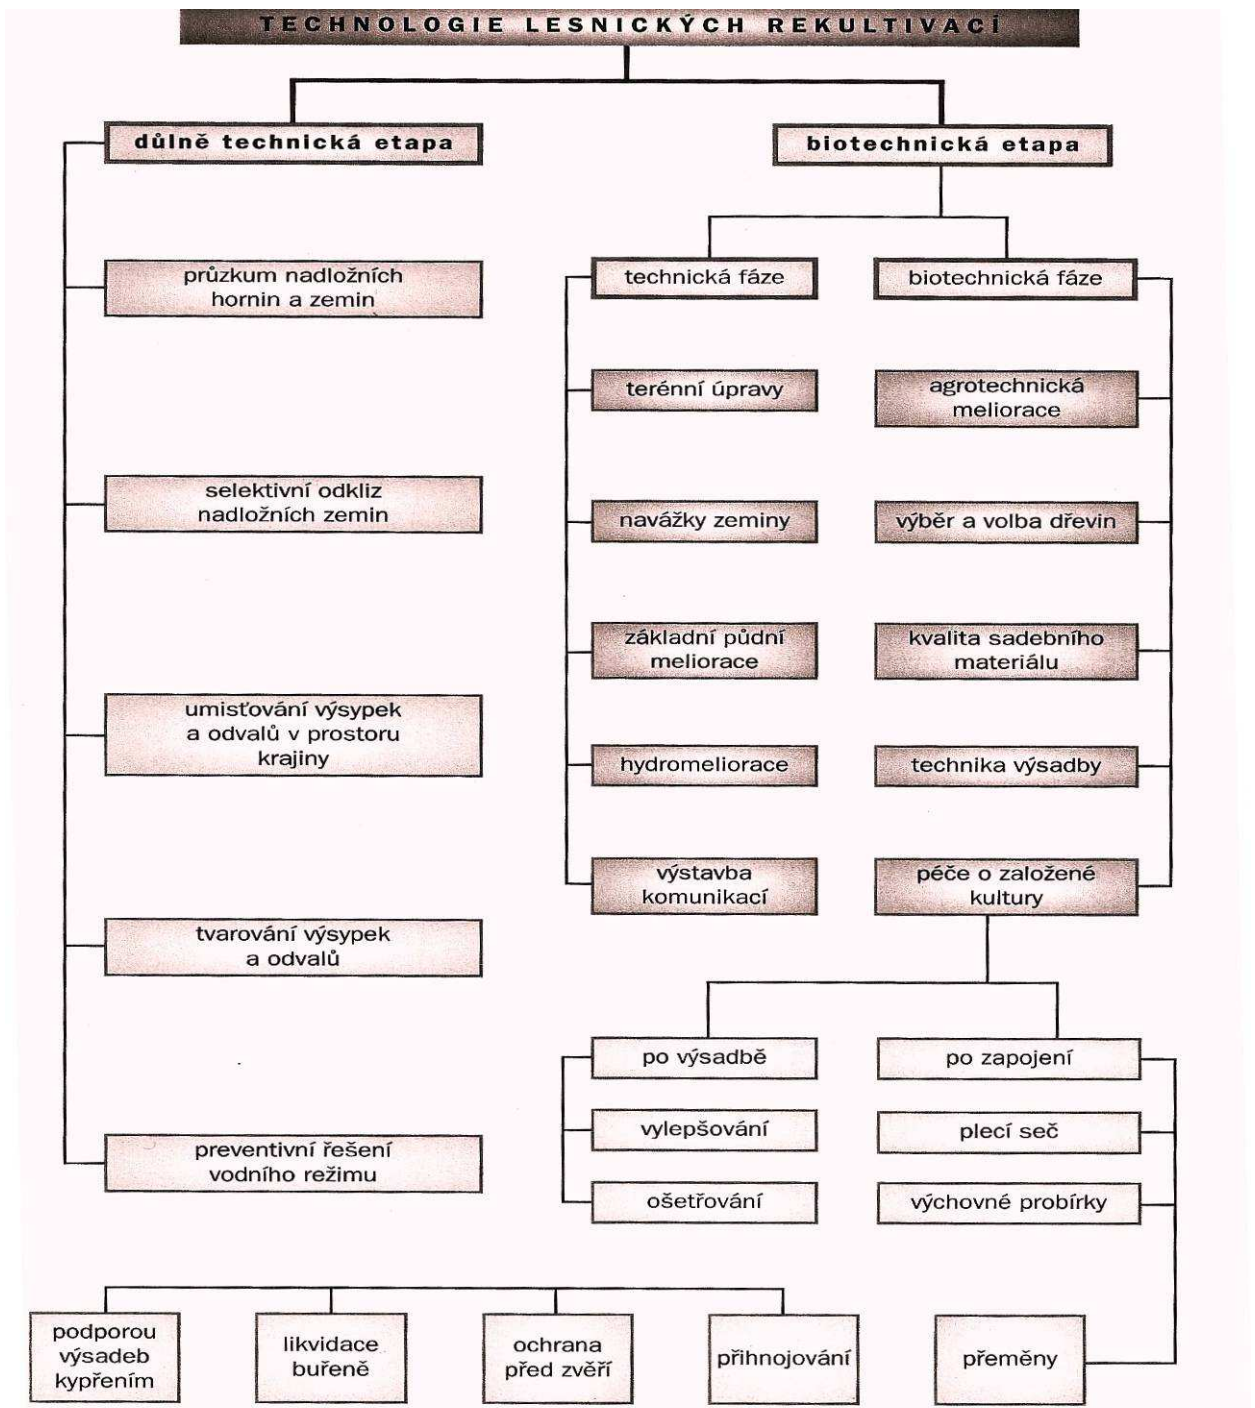 TECHNOLOGIE LESNICKÝCH REKULTIVACÍ
důlně technická etapa
průzkum nadložních
hornin a zemin
selektivní odkliz
nadložních zemin
umisťování výsypek
a odvalů v prostoru
krajiny
tvarování výsypek
a odvalů
preventivní řešení
vodního režimu
biotechnická etapa
technická fáze
terénní úpravy
navážky zeminy
základní půdní
meliorace
hydromeliorace
výstavba
komunikací
biotechnická fáze
agrotechnická
meliorace
výběr a volba dřevin
kvalita sadebního
materiálu
technika výsadby
péče o založené
kultury
po výsadbě
vylepšování
ošetřování
po zapojení
plecí seč
výchovné probírky
podporou
výsadeb
kypřením
likvidace
buřeně
ochrana
před zvěří
přihnojování
přeměny